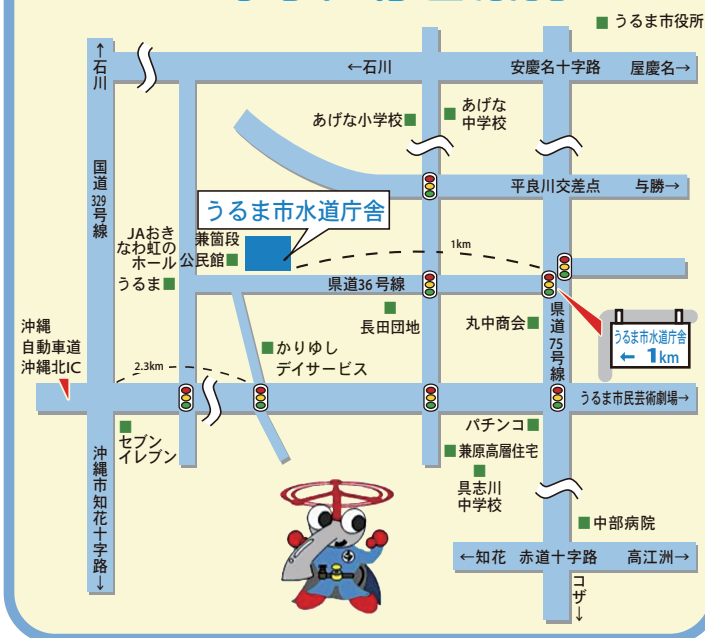 うるま市役所
↑石川
←石川
安慶名十字路
屋慶名→
あげな小学校
あげな
中学校
国道329号線
平良川交差点
与勝→
うるま市水道庁舎
JAおき
なわ虹の
ホール
うるま
兼箇段
公民館
1km
県道36号線
長田団地
丸中商会
県道75号線
うるま市水道庁舎
← 1km
沖縄
自動車道
沖縄北IC
2.3km
かりゆし
デイサービス
うるま市民芸術劇場→
セブン
イレブン
パチンコ
兼原高層住宅
具志川
中学校
沖縄市知花十字路↓
中部病院
←知花
赤道十字路
高江洲→
コザ↓